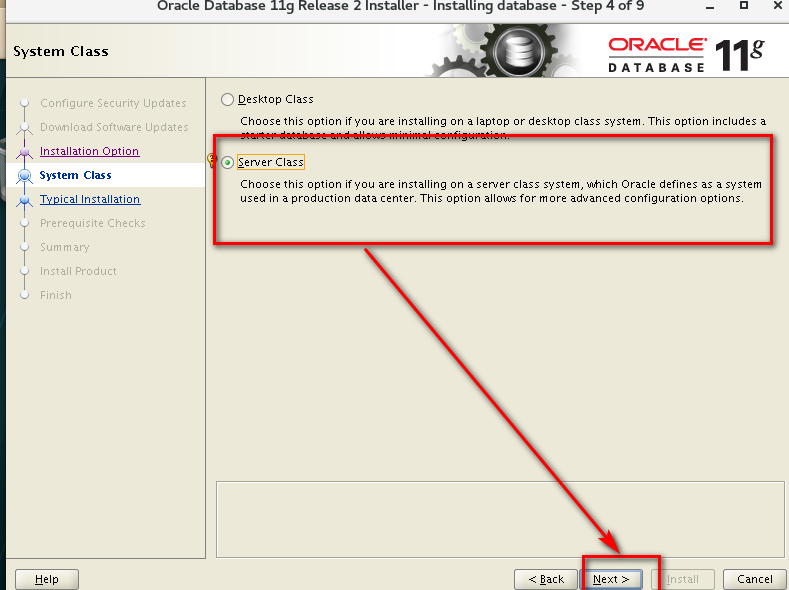 Oracle Database 11g Release 2 Installer - Installing database - Step 4 of 9
System Class
ORACLE
DATABASE
11g
Configure Security Updates
Download Software Updates
Installation Option
System Class
Typical Installation
Prerequisite Checks
Summary
Install Product
Finish
Desktop Class
Choose this option if you are installing on a laptop or desktop class system. This option includes a
starter database and allows minimal configuration.
Server Class
Choose this option if you are installing on a server class system, which Oracle defines as a system
used in a production data center. This option allows for more advanced configuration options.
Help
< Back
Next >
Install
Cancel